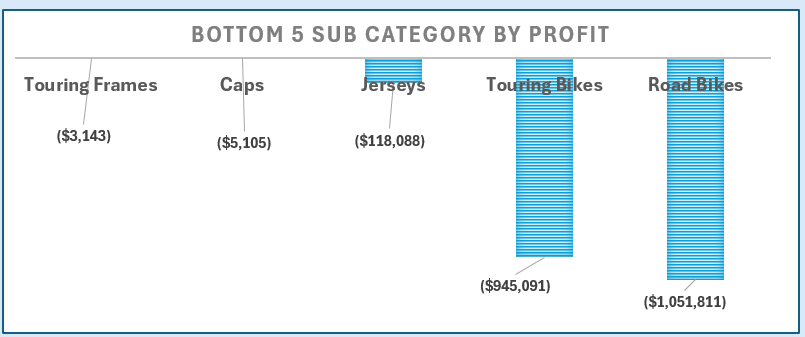 BOTTOM 5 SUB CATEGORY BY PROFIT
Touring Frames
Caps
Jerseys
Touring Bikes
Road Bikes
($3,143)
($5,105)
($118,088)
($945,091)
($1,051,811)